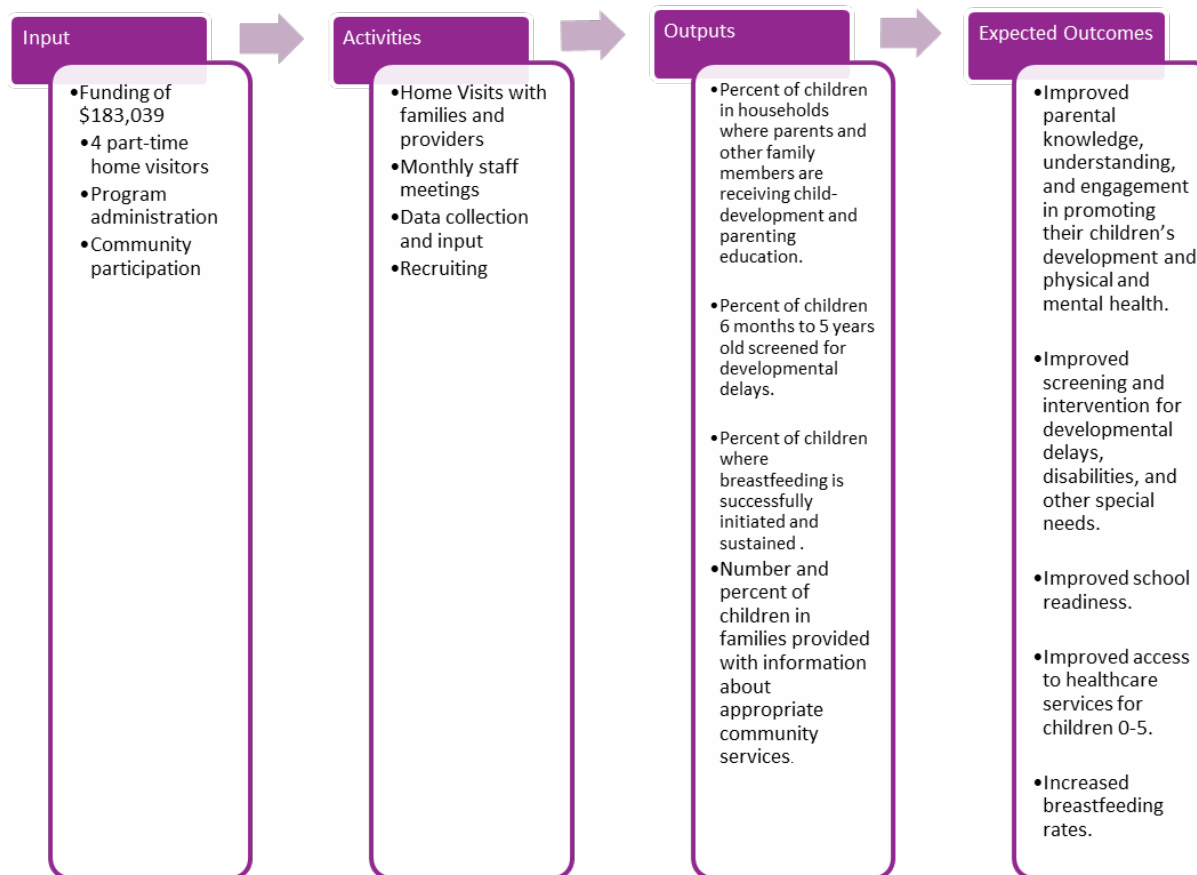 Input
•Funding of
$183,039
•4 part-time
home visitors
•Program
administration
•Community
participation
Activities
•Home Visits with
families and
providers
•Monthly staff
meetings
•Data collection
and input
•Recruiting
Outputs
•Percent of children
in households
where parents and
other family
members are
receiving child-
development and
parenting
education.
•Percent of children
6 months to 5 years
old screened for
developmental
delays.
•Percent of children
where
breastfeeding is
successfully
initiated and
sustained .
•Number and
percent of
children in
families provided
with information
about
appropriate
community
services.
Expected Outcomes
•Improved
parental
knowledge,
understanding,
and engagement
in promoting
their children’s
development and
physical and
mental health.
•Improved
screening and
intervention for
developmental
delays,
disabilities, and
other special
needs.
•Improved school
readiness.
•Improved access
to healthcare
services for
children 0-5.
•Increased
breastfeeding
rates.